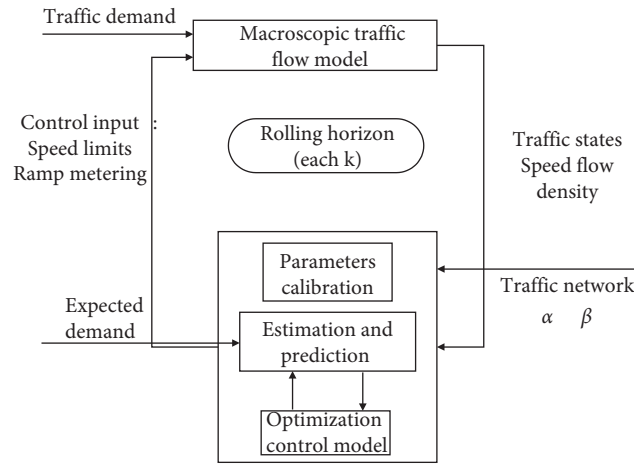 Traffic demand
Macroscopic traffic
flow model
Control input :
Speed limits
Ramp metering
Rolling horizon
(each k)
Traffic states
Speed flow
density
Parameters
calibration
Traffic network
α β
Expected
demand
Estimation and
prediction
Optimization
control model